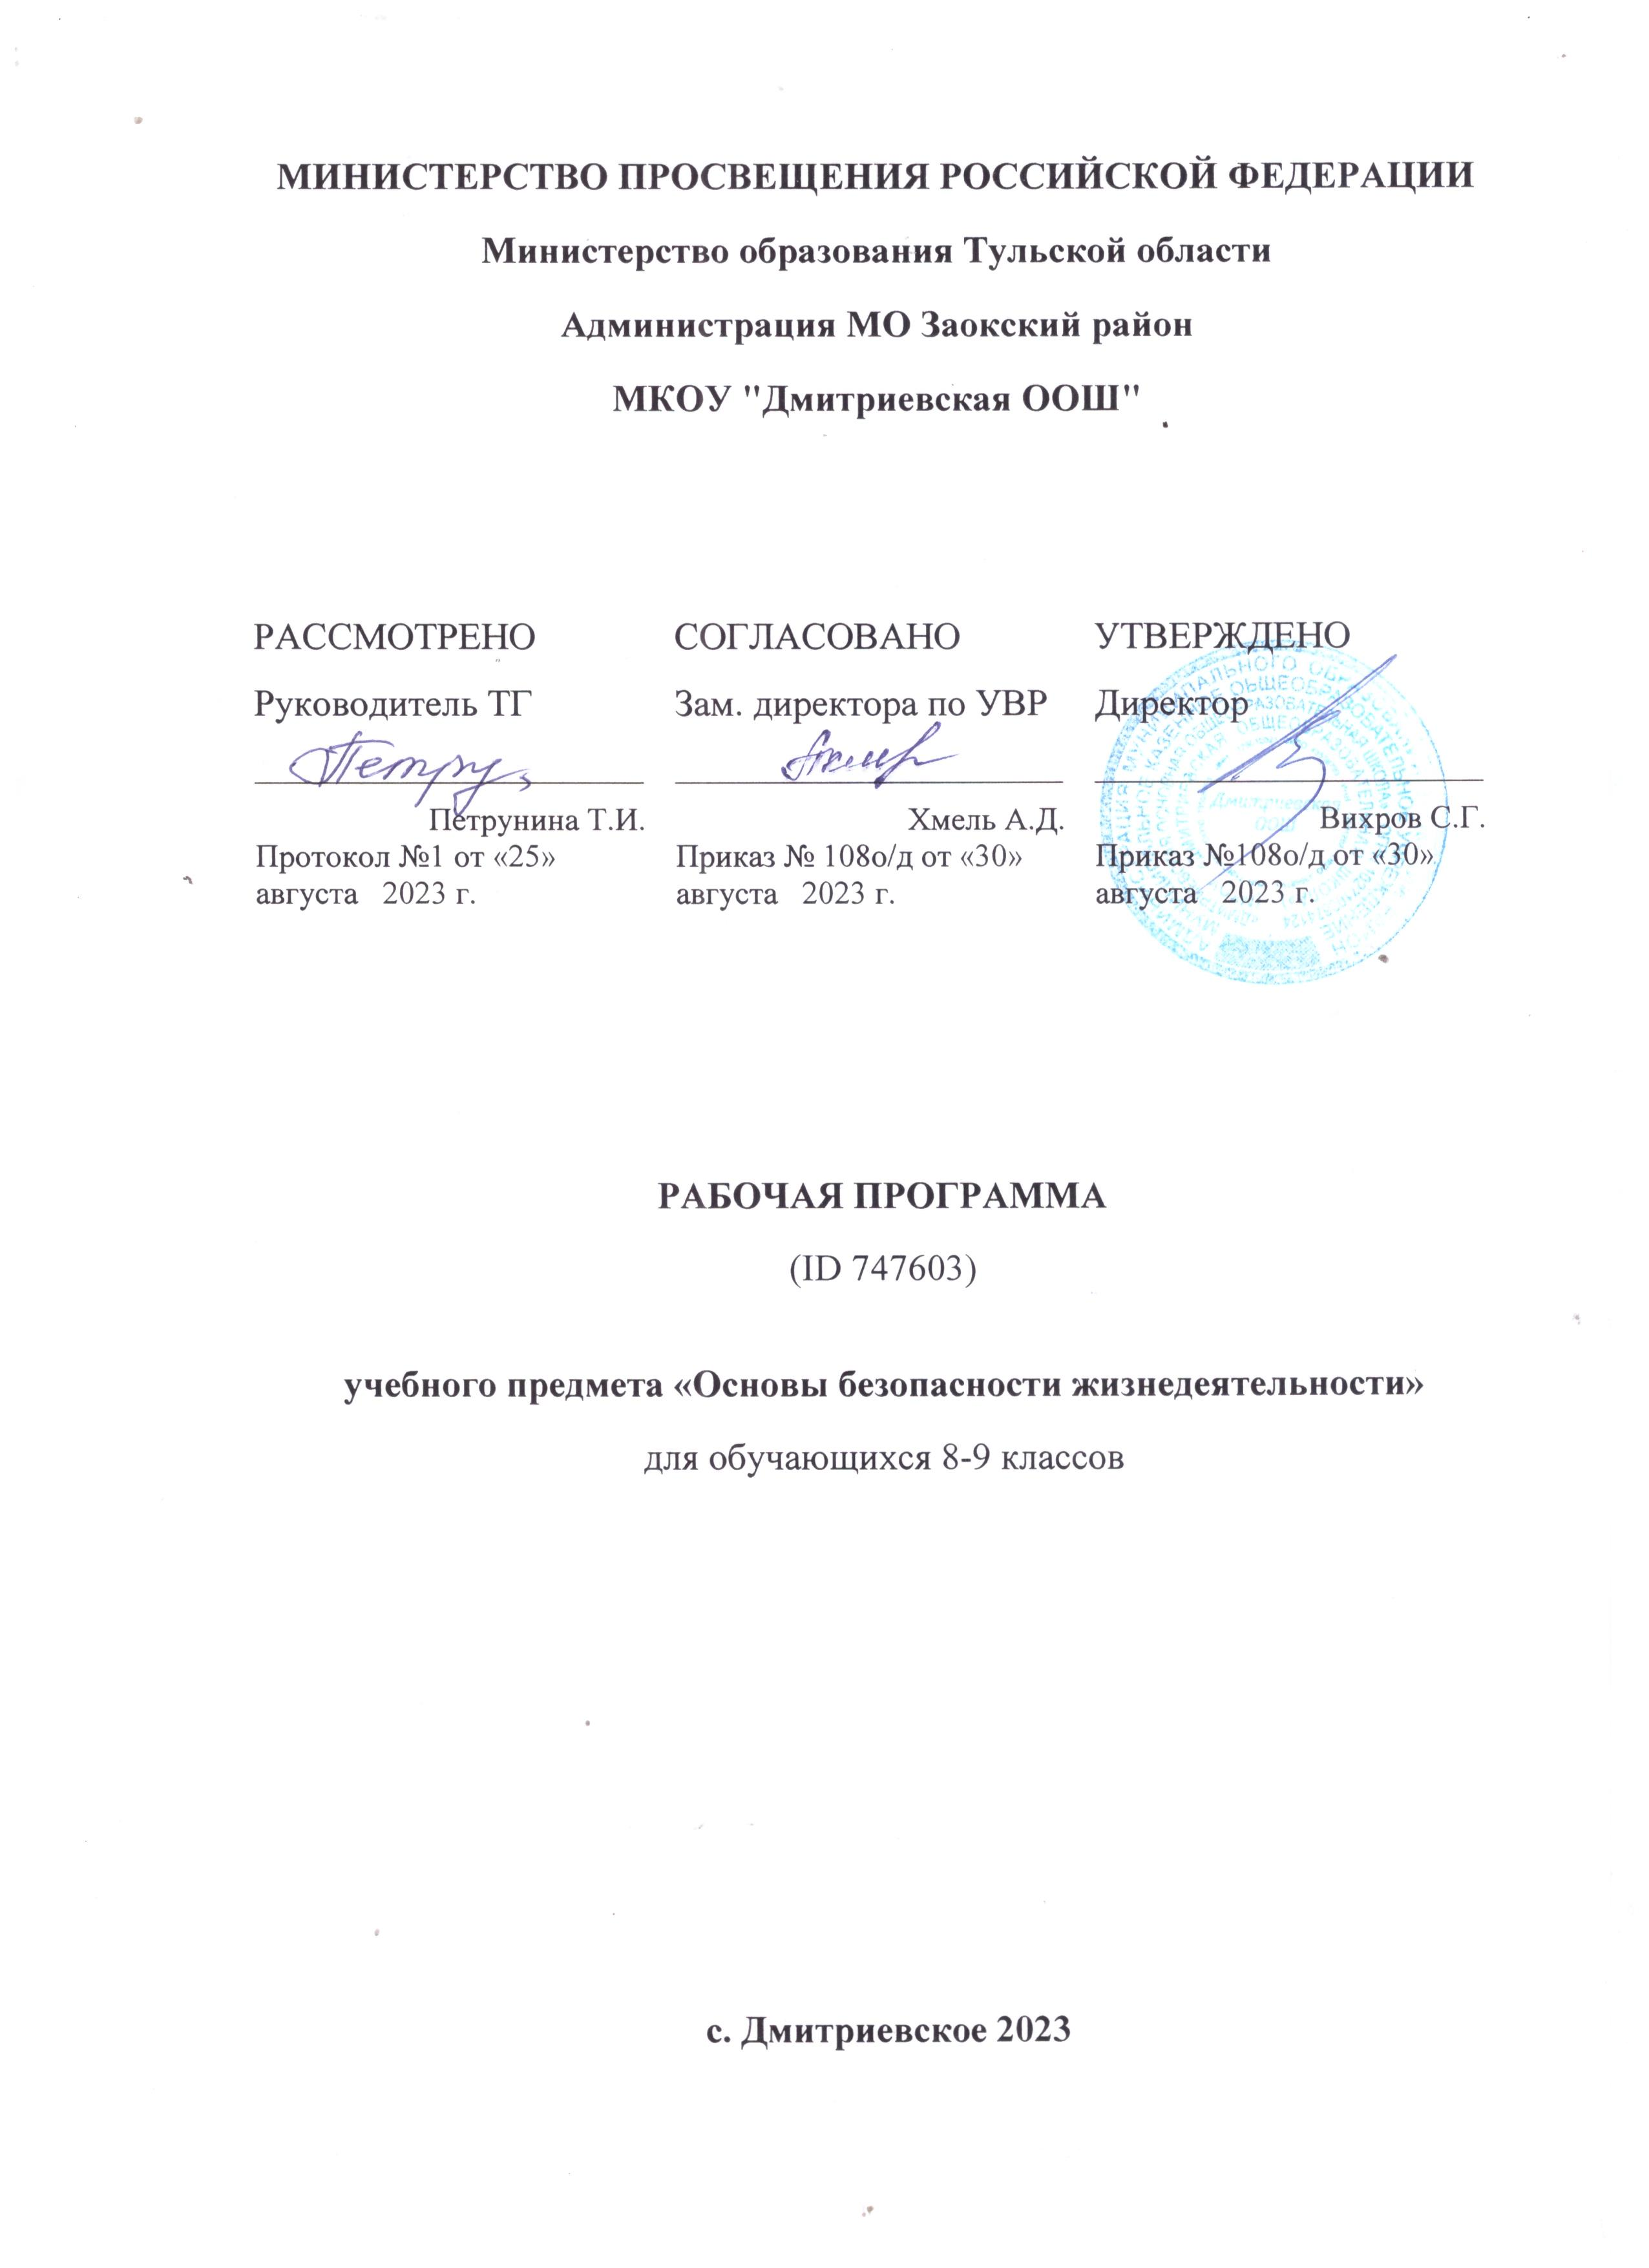 МИНИСТЕРСТВО ПРОСВЕЩЕНИЯ РОССИЙСКОЙ ФЕДЕРАЦИИ
Министерство образования Тульской области
Администрация МО Заокский район
МКОУ "Дмитриевская ООШ"
РАССМОТРЕНО
Руководитель ТГ
Петрунина Т.И.
Протокол №1 от «25»
августа 2023 г.
СОГЛАСОВАНО
Зам. директора по УВР
Хмель А.Д.
Приказ № 108о/д от «30»
августа 2023 г.
УТВЕРЖДЕНО
Директор
Вихров С.Г.
Приказ №108о/д от «30»
августа 2023 г.
РАБОЧАЯ ПРОГРАММА
(ID 747603)
учебного предмета «Основы безопасности жизнедеятельности»
для обучающихся 8-9 классов
с. Дмитриевское 2023